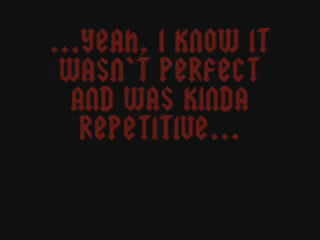 ...YEAH, I KNOW IT
WASN'T PERFECT
AND WAS KINDA
REPETITIVE...